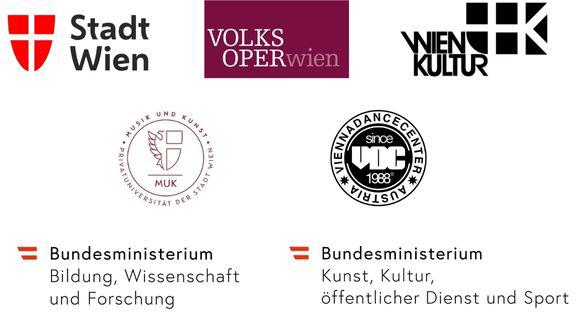 Stadt
Wien
VOLKS
OPERwien
WIEN
KULTUR
MUSIK UND KUNST
PRIVATUNIVERSITÄT DER STADT WIEN
MUK
VIENNADANCECENTER
since
VDC
1988®
AUSTRIA
Bundesministerium
Bildung, Wissenschaft
und Forschung
Bundesministerium
Kunst, Kultur,
öffentlicher Dienst und Sport